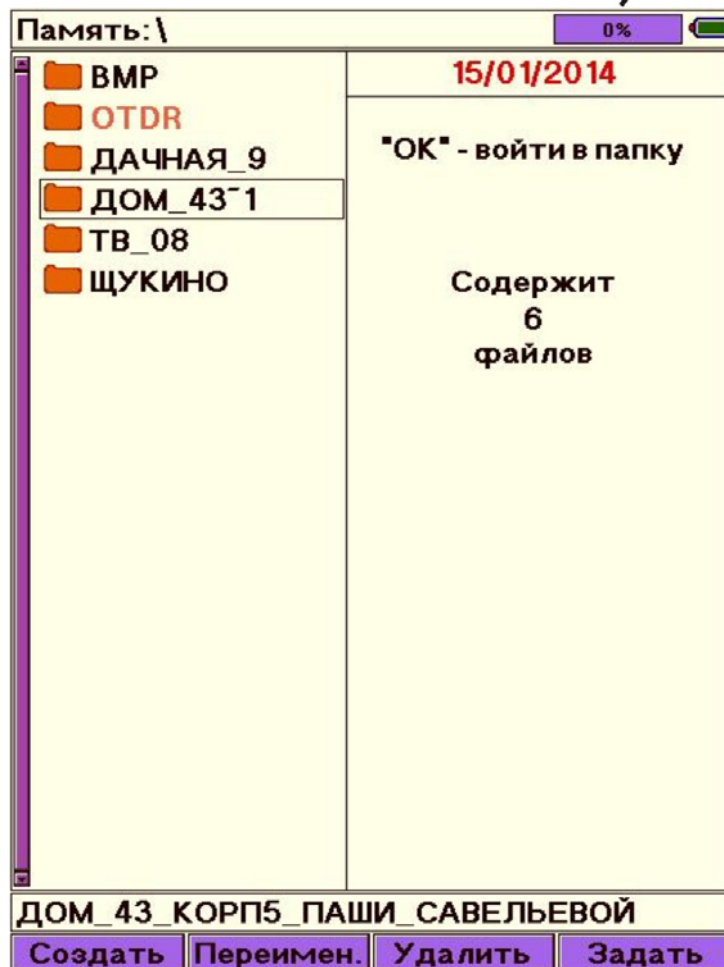 Память:\
0%
BMP
OTDR
ДАЧНАЯ_9
ДОМ_43~1
ТВ_08
ЩУКИНО
15/01/2014
"OK" - войти в папку
Содержит
6
файлов
ДОМ_43_КОРП5_ПАШИ_САВЕЛЬЕВОЙ
Создать Переимен. Удалить Задать